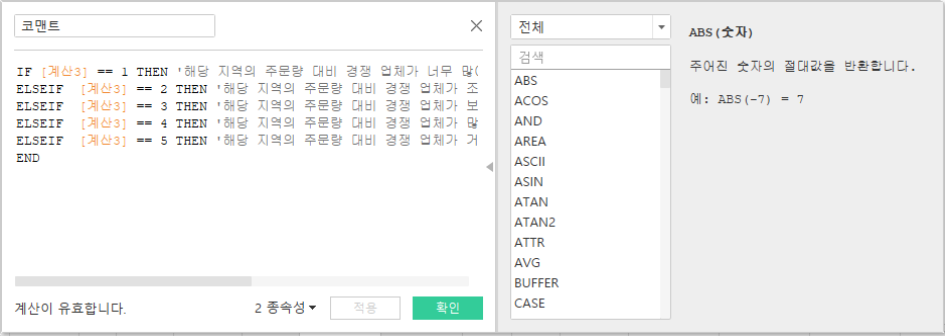 코맨트
IF [계산3] == 1 THEN '해당 지역의 주문량 대비 경쟁 업체가 너무
ELSEIF [계산3] == 2 THEN '해당 지역의 주문량 대비 경쟁 업체가 조
ELSEIF [계산3] == 3 THEN '해당 지역의 주문량 대비 경쟁 업체가 보
ELSEIF [계산3] == 4 THEN '해당 지역의 주문량 대비 경쟁 업체가 많
ELSEIF [계산3] == 5 THEN '해당 지역의 주문량 대비 경쟁 업체가 거
END
계산이 유효합니다.
2 종속성
적용
확인
전체
검색
ABS
ACOS
AND
AREA
ASCII
ASIN
ATAN
ATAN2
ATTR
AVG
BUFFER
CASE
ABS(숫자)
주어진 숫자의 절대값을 반환합니다.
예: ABS(-7) = 7